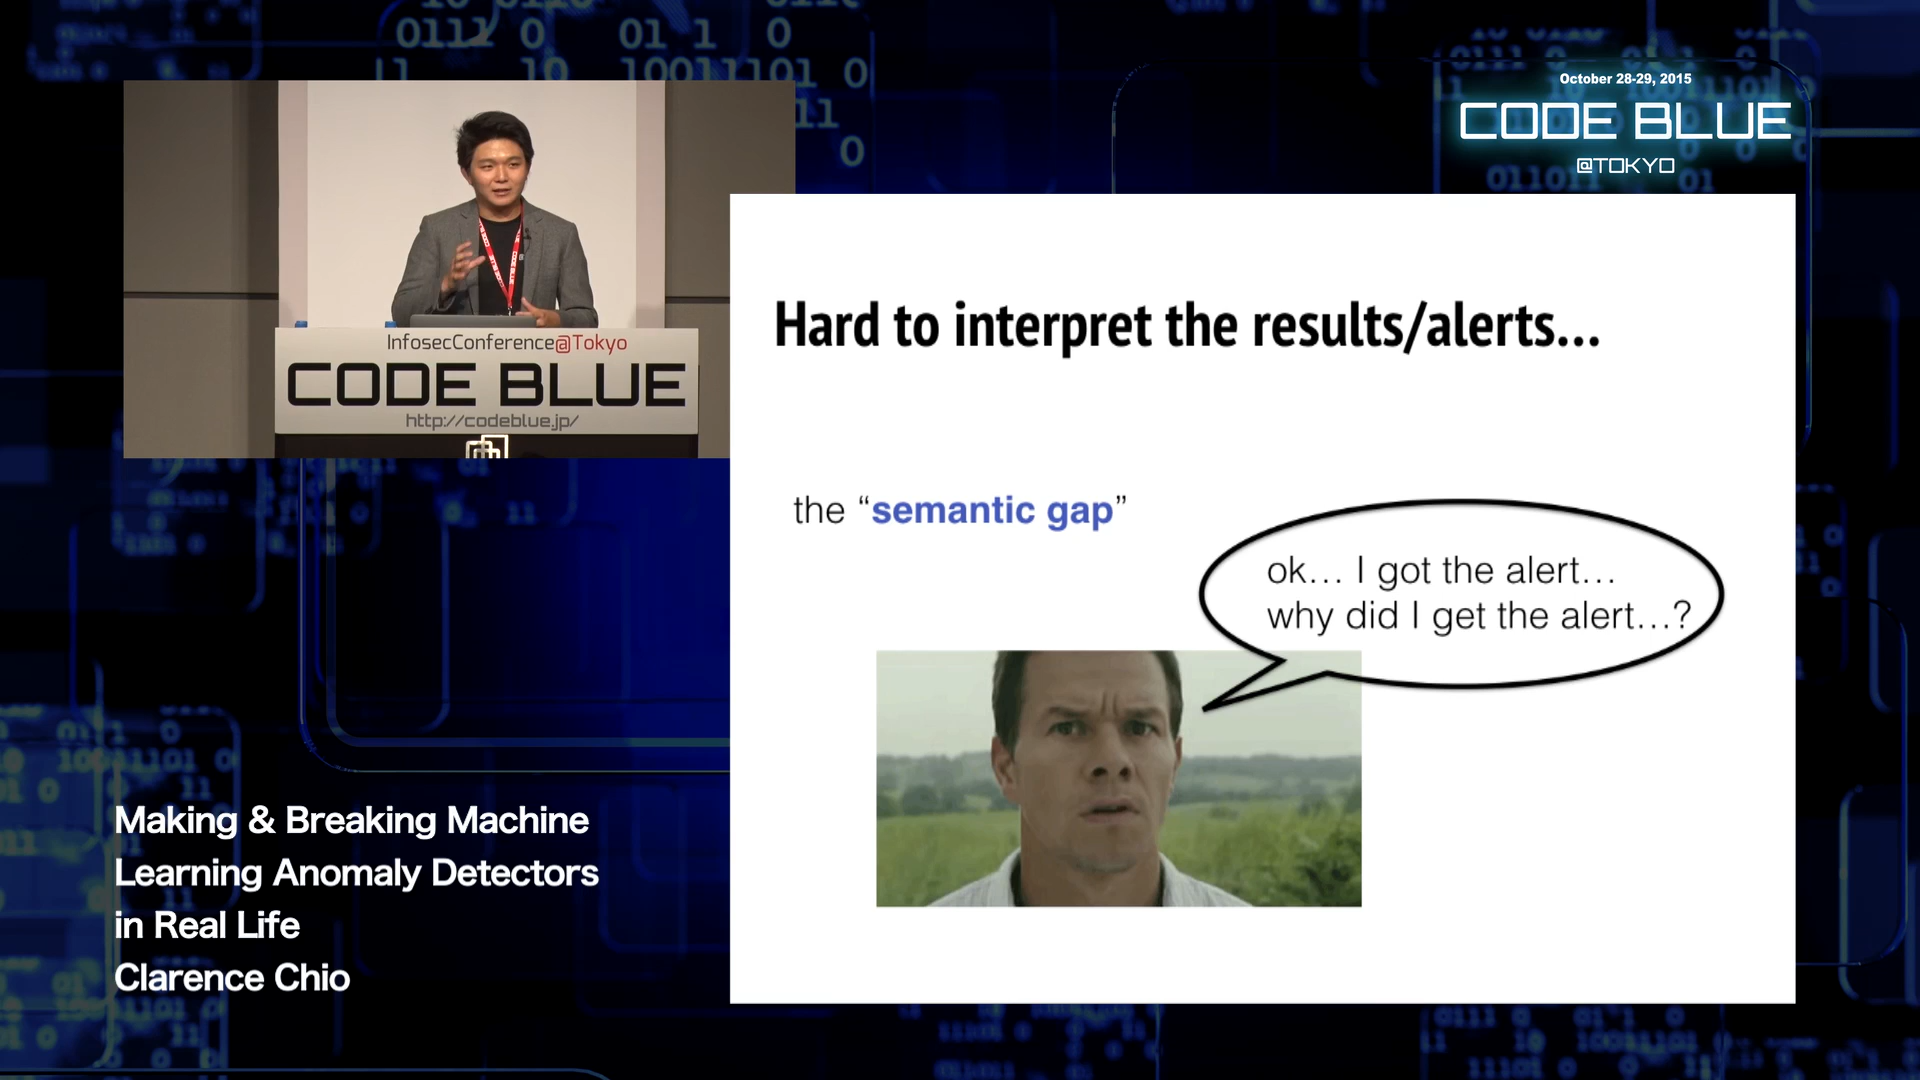 October 28-29, 2015
CODE BLUE
@TOKYO
InfosecConference@Tokyo
CODE BLUE
http://codeblue.jp/
Hard to interpret the results/alerts...
the “semantic gap”
ok... I got the alert...
why did I get the alert...?
Making & Breaking Machine
Learning Anomaly Detectors
in Real Life
Clarence Chio